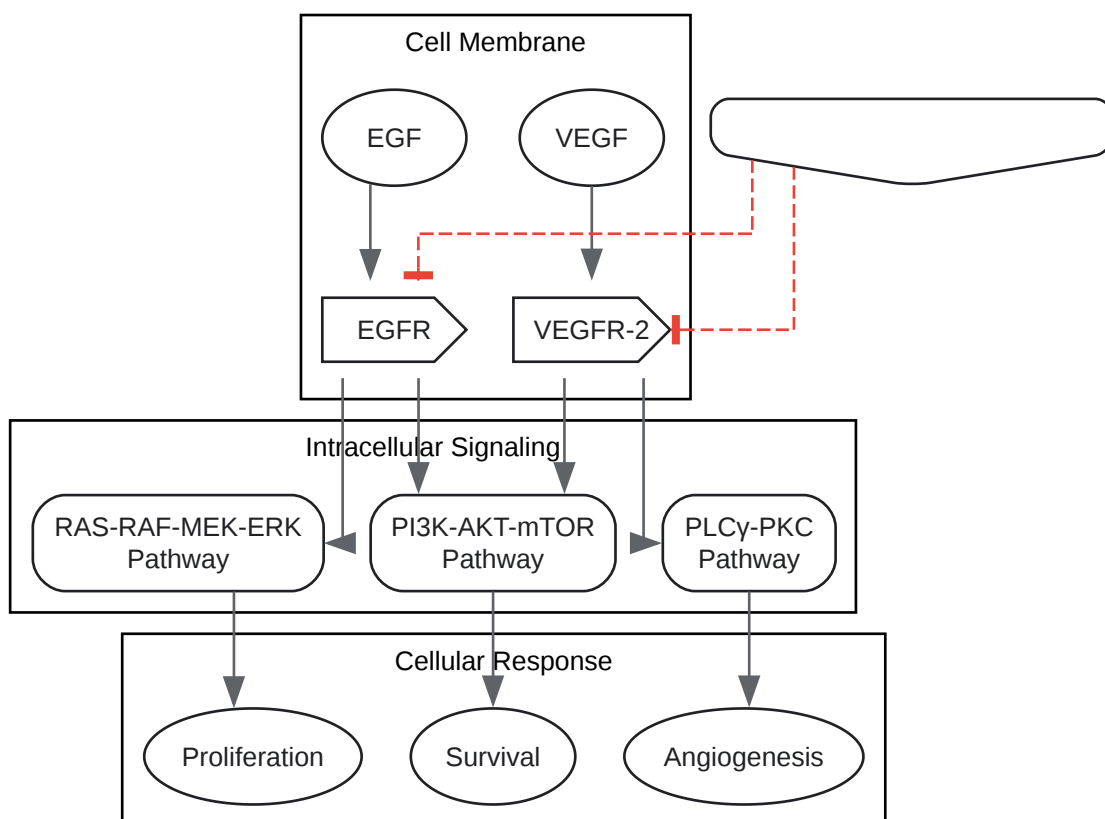 Cell Membrane
EGF
VEGF
EGFR
VEGFR-2
Intracellular Signaling
RAS-RAF-MEK-ERK
Pathway
PI3K-AKT-mTOR
Pathway
PLCγ-PKC
Pathway
Cellular Response
Proliferation
Survival
Angiogenesis